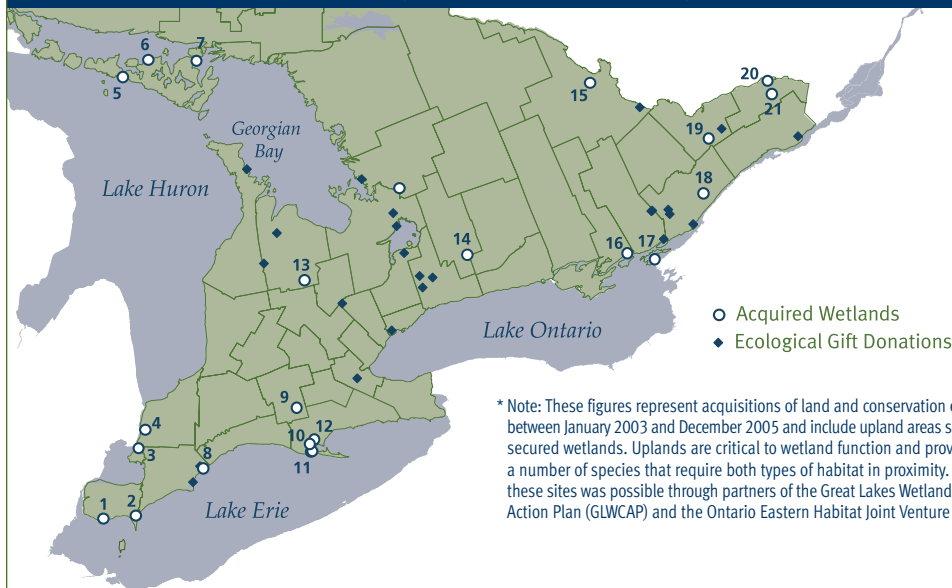 6
7
5
20
15
21
Georgian
Bay
19
Lake Huron
18
14
16
17
13
Acquired Wetlands
Lake Ontario
Ecological Gift Donations
9
* Note: These figures represent acquisitions of land and conservation
4
between January 2003 and December 2005 and include upland areas s
12
10
3
secured wetlands. Uplands are critical to wetland function and prov
8
11
a number of species that require both types of habitat in proximity.
these sites was possible through partners of the Great Lakes Wetland
1
2
Lake Erie
Action Plan (GLWCAP) and the Ontario Eastern Habitat Joint Venture